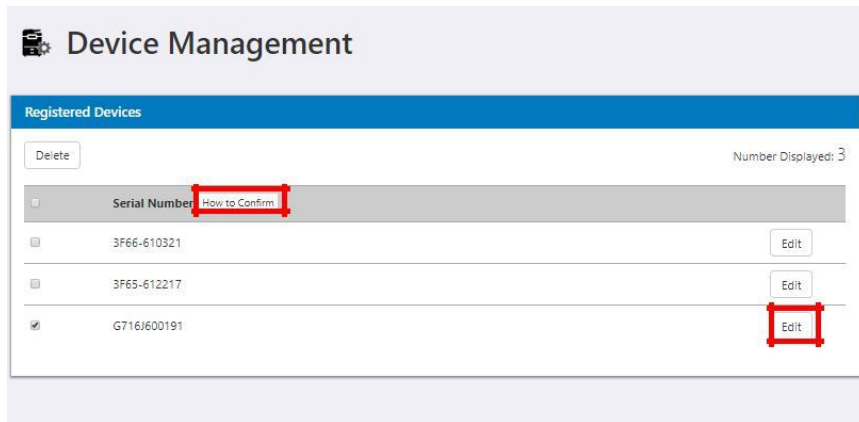 Device Management
Registered Devices
Delete Number Displayed: 3
Serial Number How to Confirm
3F66-610321 Edit
3F65-612217 Edit
G716J600191 Edit